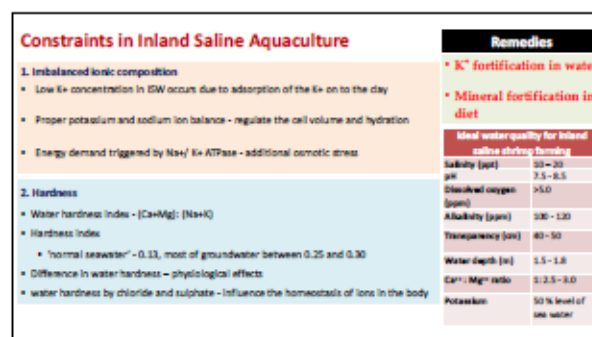 Constraints in Inland Saline Aquaculture
1. Imbalanced ionic composition
▪ Low K+ concentration in ISW occurs due to adsorption of the K+ on to the clay
▪ Proper potassium and sodium ion balance - regulate the cell volume and hydration
▪ Energy demand triggered by Na+/ K+ ATPase - additional osmotic stress
2. Hardness
▪ Water hardness index - (Ca+Mg): (Na+K)
▪ Hardness index
▪ 'normal seawater' - 0.13, most of groundwater between 0.25 and 0.30
▪ Difference in water hardness – physiological effects
▪ water hardness by chloride and sulphate - influence the homeostasis of ions in the body
Remedies
• K+ fortification in wate
• Mineral fortification in
diet
Ideal water quality for inland
saline shrimp farming
Salinity (ppt) 10 – 20
pH 7.5 - 8.5
Dissolved oxygen >5.0
(ppm)
Alkalinity (ppm) 100 - 120
Transparency (cm) 40 - 50
Water depth (m) 1.5 - 1.8
Ca++ : Mg++ ratio 1: 2.5 - 3.0
Potassium 50 % level of
sea water